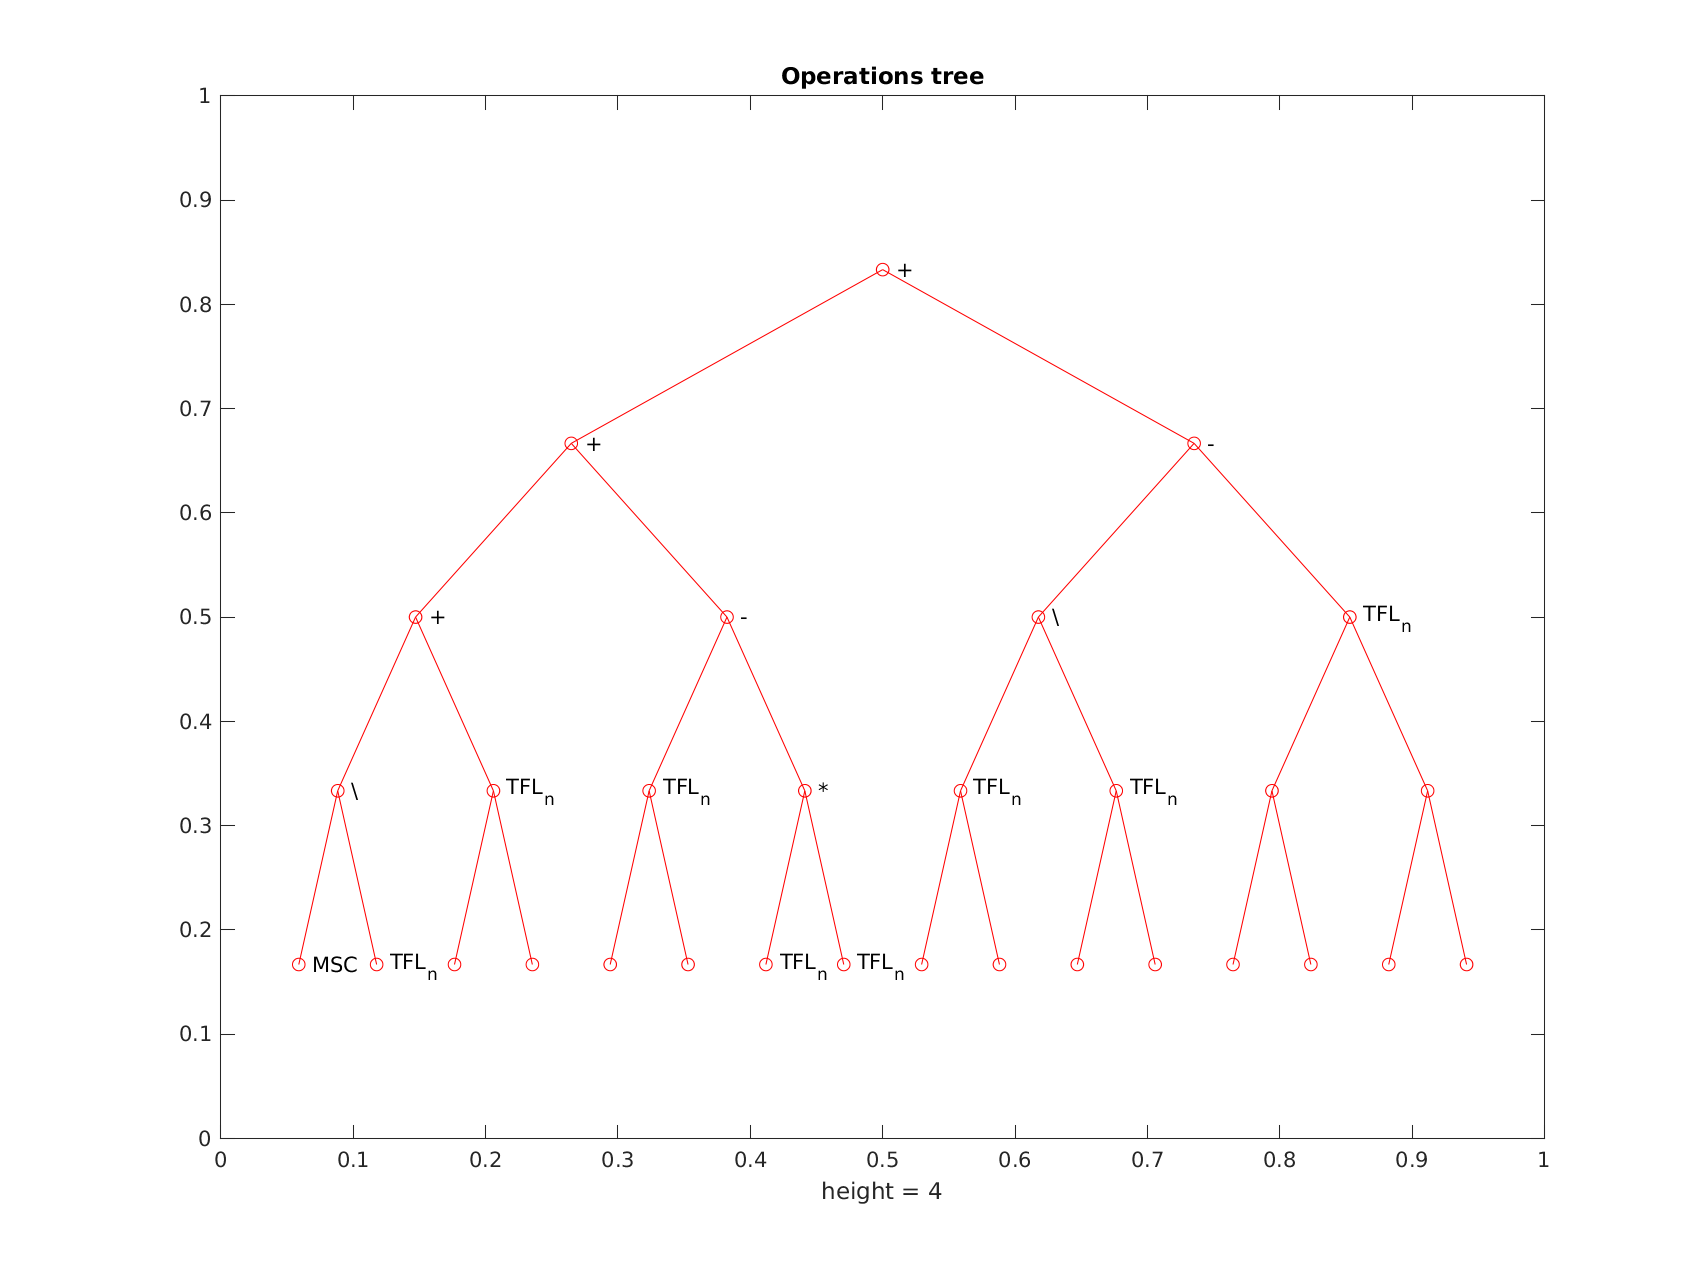 Operations tree
1
0.9
0.8
0.7
0.6
0.5
0.4
0.3
0.2
0.1
0
+
+ -
+ - \ TFLn
\ TFLn TFLn * TFLn TFLn
MSC TFLn TFLn TFLn
0 0.1 0.2 0.3 0.4 0.5 0.6 0.7 0.8 0.9 1
height = 4